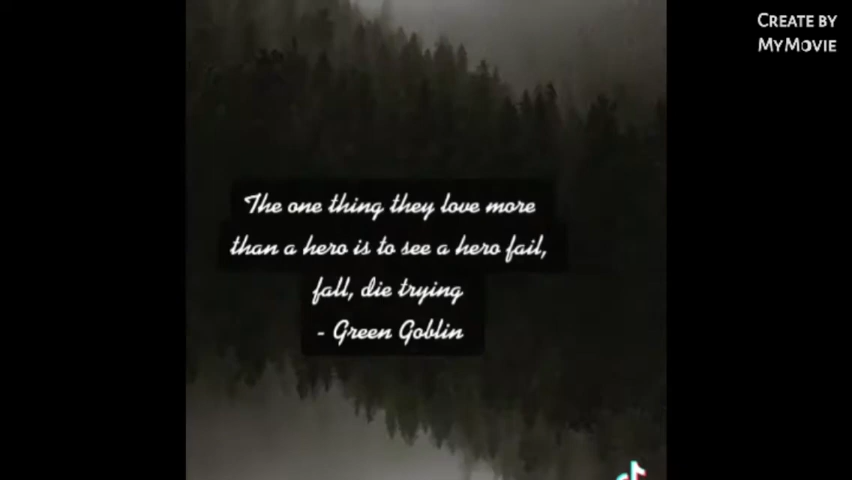 CREATE BY
MYMOVIE
The one thing they love more
than a hero is to see a hero fail,
fall, die trying
- Green Goblin